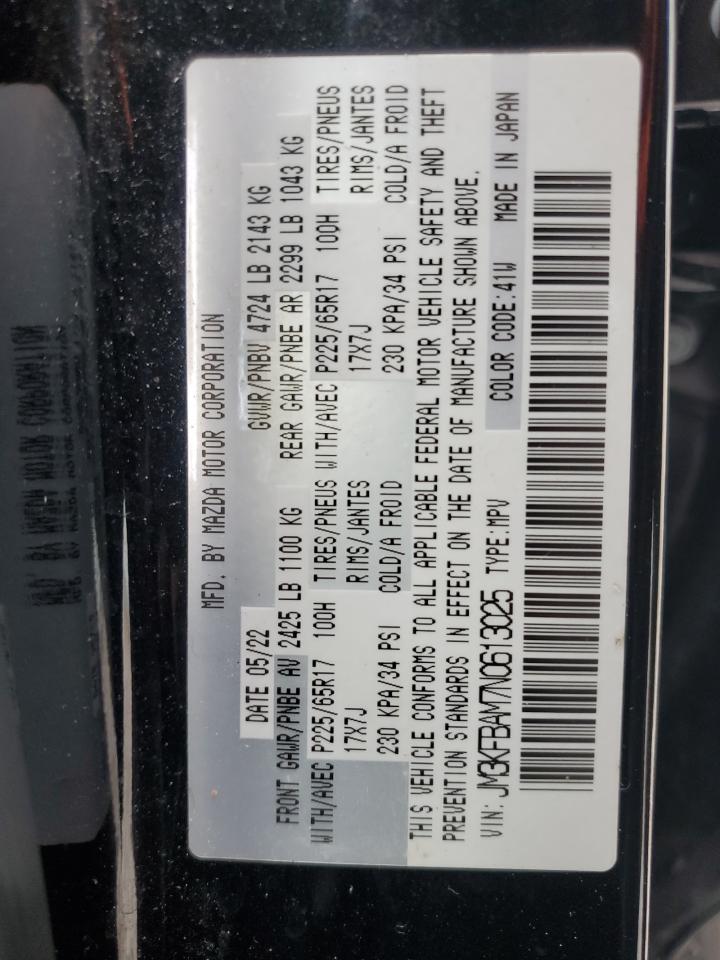 MFD. BY MAZDA MOTOR CORPORATION
DATE 05/22 GVWR/PNBV 4724 LB 2143 KG
FRONT GAWR/PNBE AV 2425 LB 1100 KG REAR GAWR/PNBE AR 2299 LB 1043 KG
WITH/AVEC P225/65R17 100H TIRES/PNEUS WITH/AVEC P225/65R17 100H TIRES/PNEUS
17X7J RIMS/JANTES 17X7J RIMS/JANTES
230 KPA/34 PSI COLD/A FROID 230 KPA/34 PSI COLD/A FROID
THIS VEHICLE CONFORMS TO ALL APPLICABLE FEDERAL MOTOR VEHICLE SAFETY AND THEFT
PREVENTION STANDARDS IN EFFECT ON THE DATE OF MANUFACTURE SHOWN ABOVE.
VIN: JM3KFBAM7N0613025 TYPE:MPV COLOR CODE:41W MADE IN JAPAN